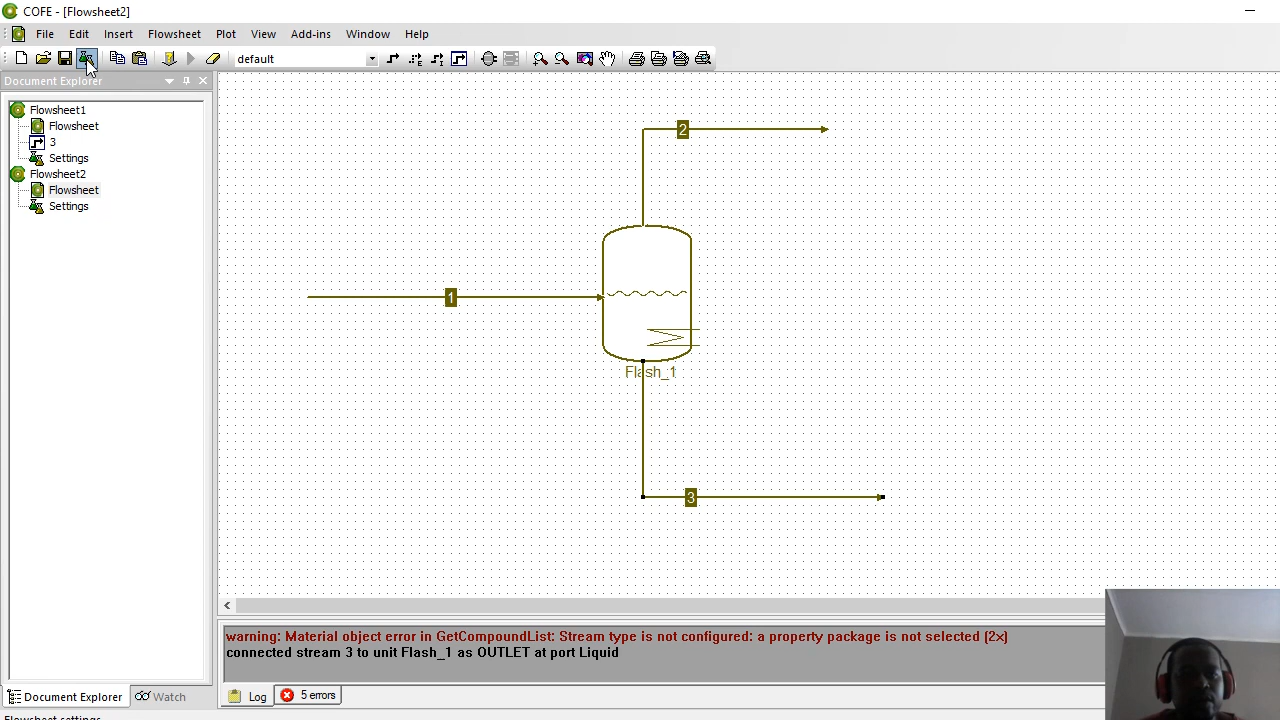 COFE - [Flowsheet2]
File Edit Insert Flowsheet Plot View Add-ins Window Help
default
Document Explorer
Flowsheet1
Flowsheet
3
Settings
Flowsheet2
Flowsheet
Settings
2
1
Flash_1
3
warning: Material object error in GetCompoundList: Stream type is not configured: a property package is not selected (2x)
connected stream 3 to unit Flash_1 as OUTLET at port Liquid
Document Explorer Watch
Log 5 errors
Flowsheet settings